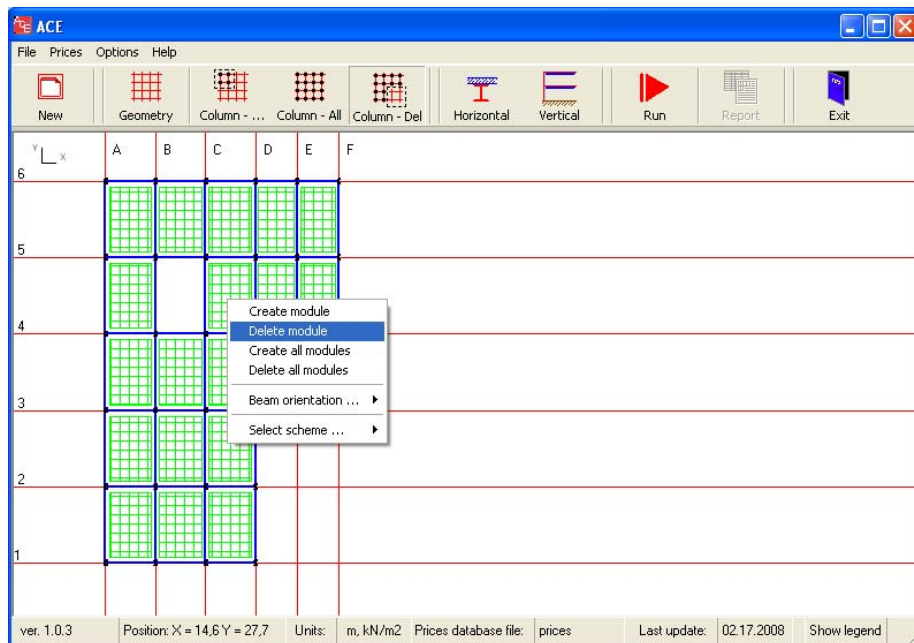 ACE
File Prices Options Help
New Geometry Column - ... Column - All Column - Del Horizontal Vertical Run Report Exit
Y X A B C D E F
6
5
4
3
2
1
Create module
Delete module
Create all modules
Delete all modules
Beam orientation ...
Select scheme ...
ver. 1.0.3 Position: X = 14,6 Y = 27,7 Units: m, kN/m2 Prices database file: prices Last update: 02.17.2008 Show legend